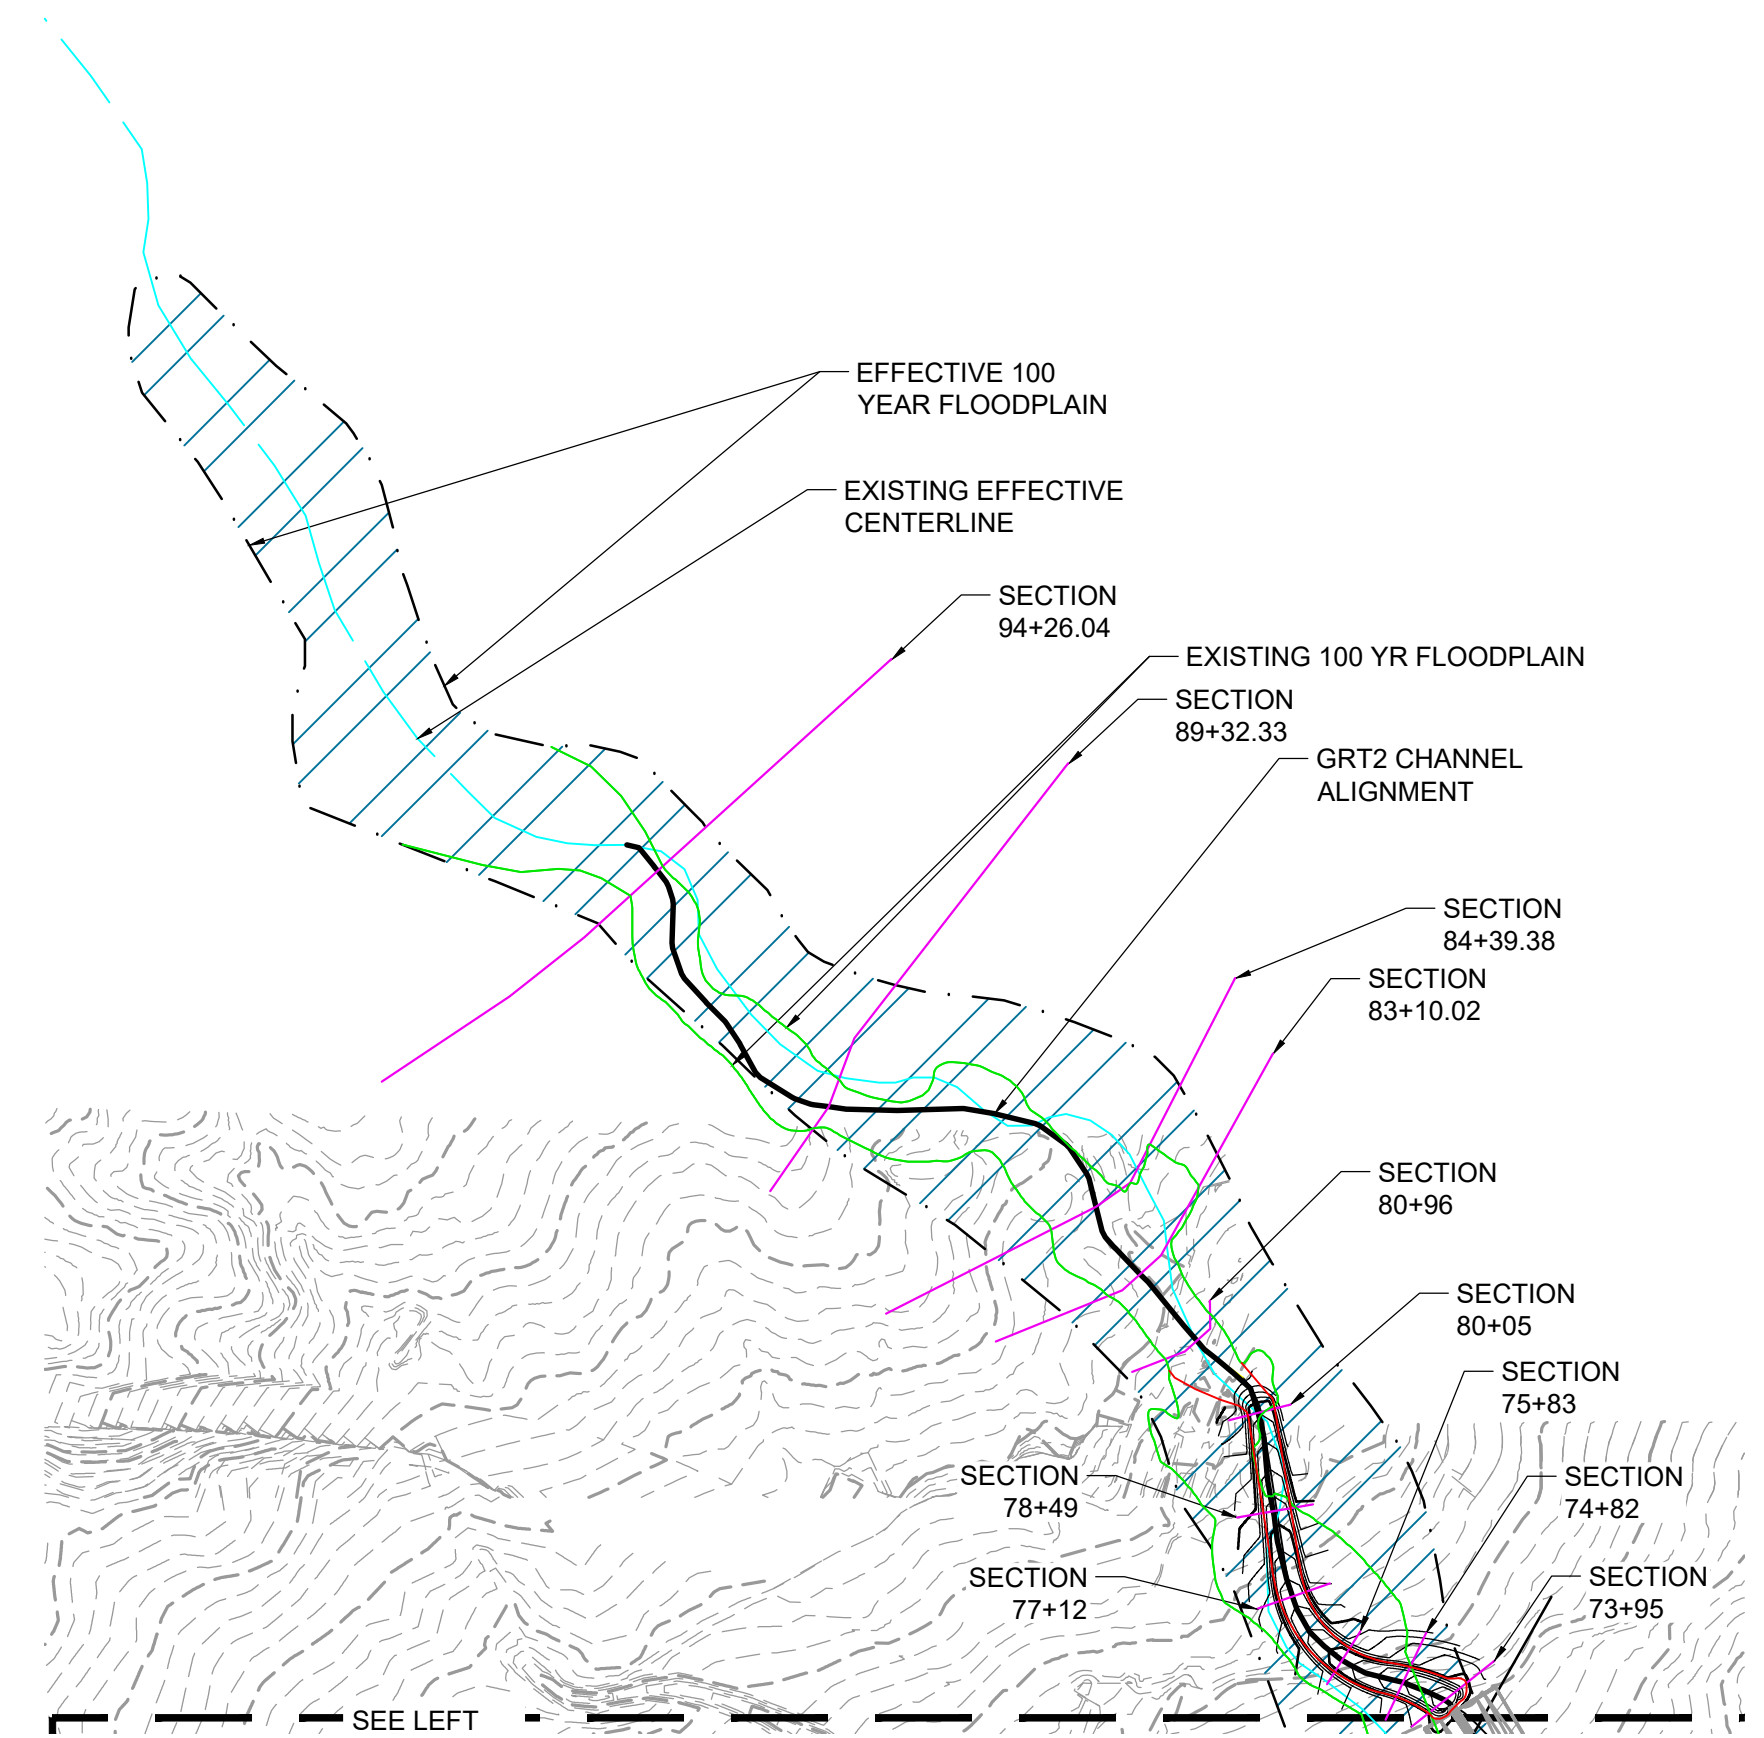 EFFECTIVE 100
YEAR FLOODPLAIN
EXISTING EFFECTIVE
CENTERLINE
SECTION
94+26.04
EXISTING 100 YR FLOODPLAIN
SECTION
89+32.33
GRT2 CHANNEL
ALIGNMENT
SECTION
84+39.38
SECTION
83+10.02
SECTION
80+96
SECTION
80+05
SECTION
75+83
SECTION
78+49
SECTION
74+82
SECTION
77+12
SECTION
73+95
SEE LEFT